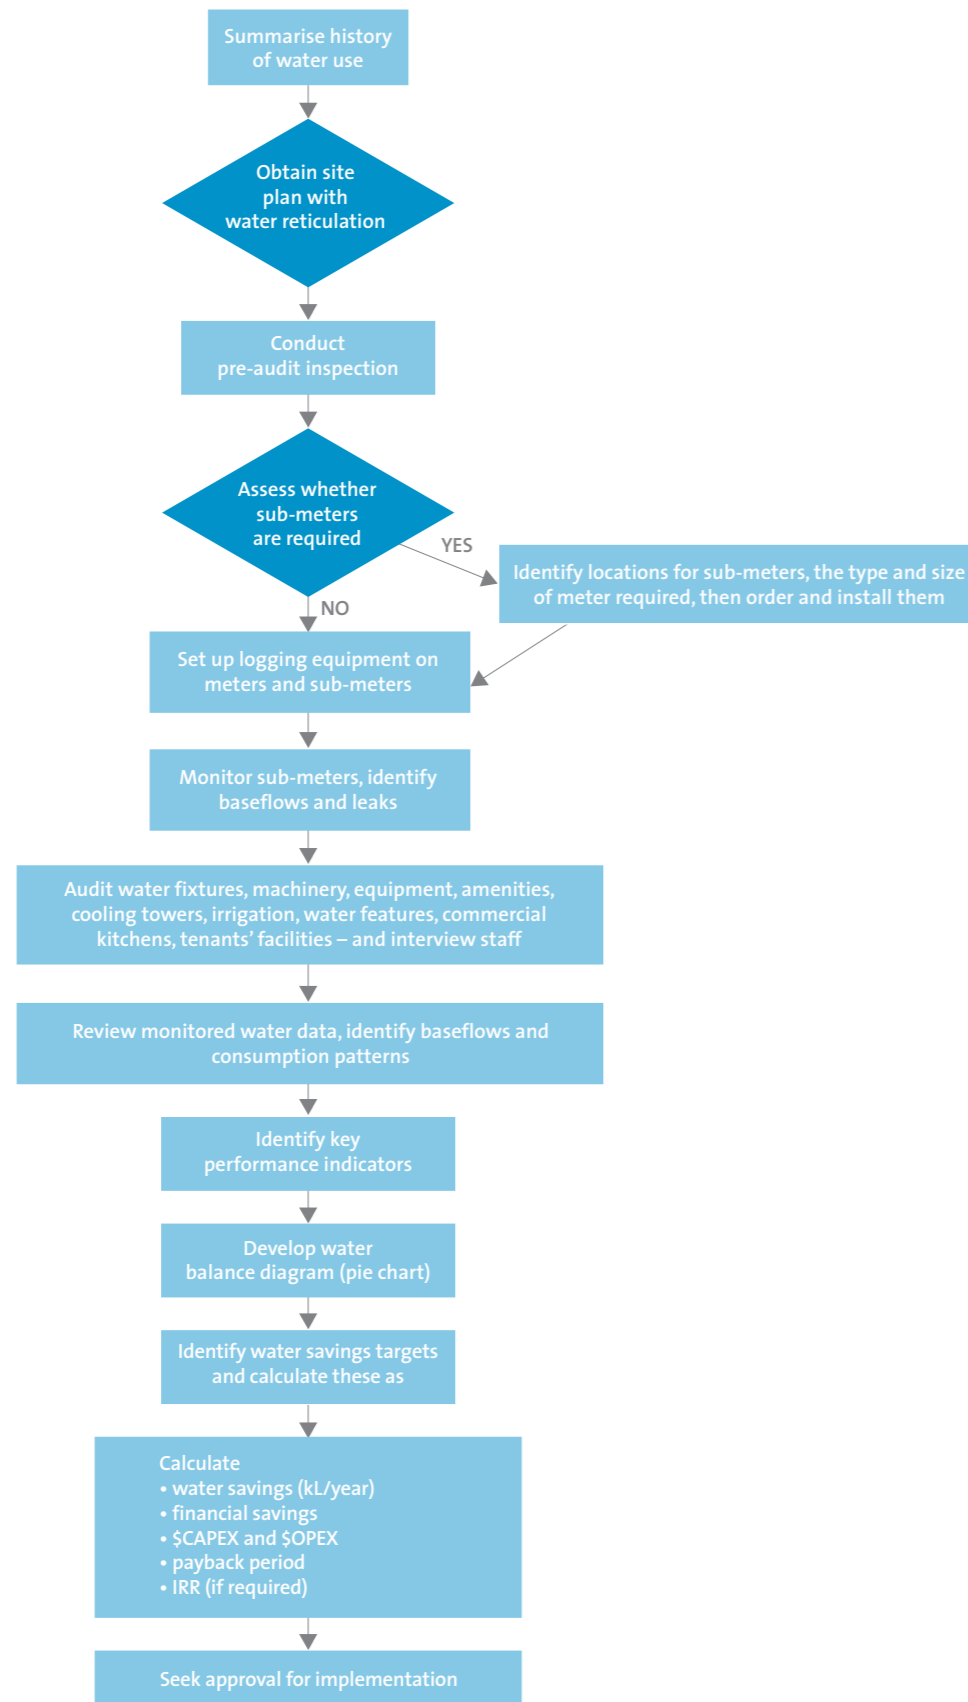 Summarise history
of water use
Obtain site
plan with
water reticulation
Conduct
pre-audit inspection
Assess whether
sub-meters
are required
YES
Identify locations for sub-meters, the type and size
of meter required, then order and install them
NO
Set up logging equipment on
meters and sub-meters
Monitor sub-meters, identify
baseflows and leaks
Audit water fixtures, machinery, equipment, amenities,
cooling towers, irrigation, water features, commercial
kitchens, tenants’ facilities – and interview staff
Review monitored water data, identify baseflows and
consumption patterns
Identify key
performance indicators
Develop water
balance diagram (pie chart)
Identify water savings targets
and calculate these as
Calculate
• water savings (kL/year)
• financial savings
• $CAPEX and $OPEX
• payback period
• IRR (if required)
Seek approval for implementation